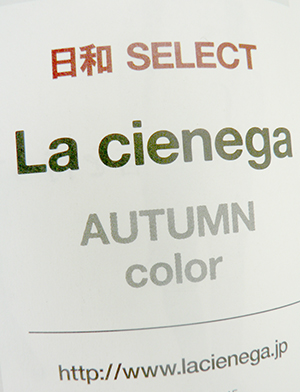 日和 SELECT
La cienega
AUTUMN
color
http://www.lacienega.jp